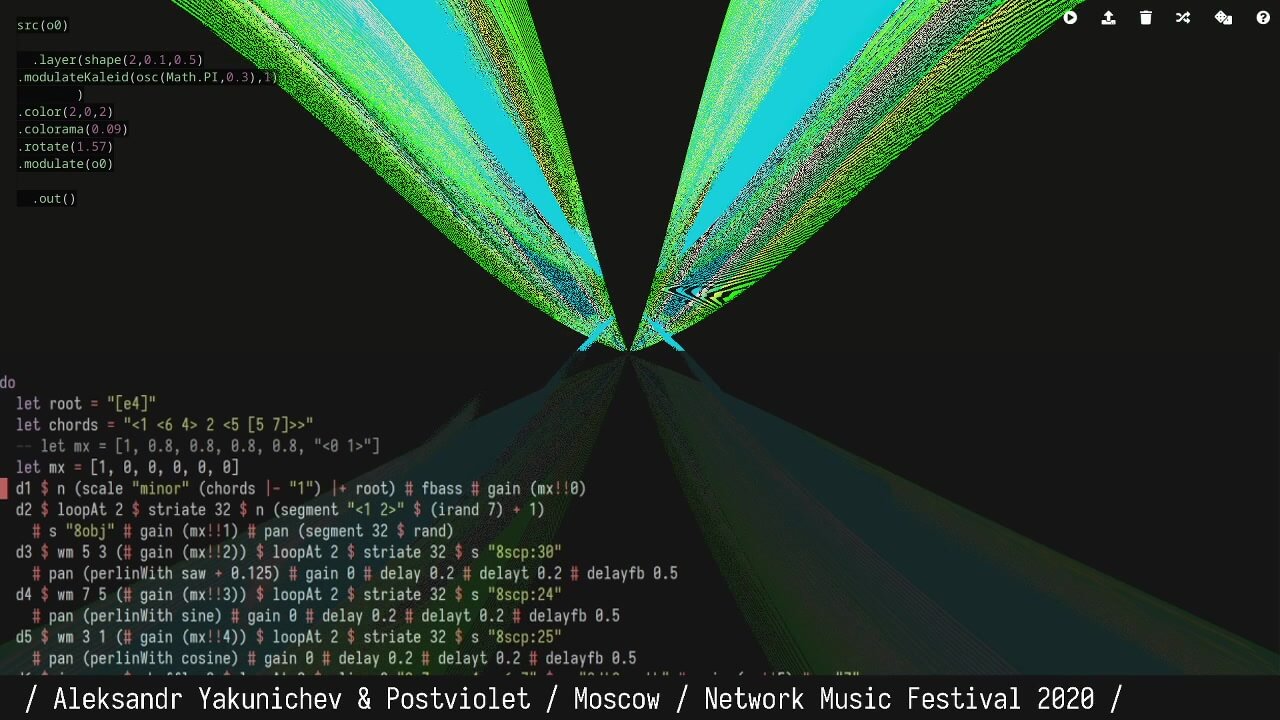 src(o0)
.layer(shape(2,0.1,0.5)
.modulateKaleid(osc(Math.PI,0.3),1)
)
.color(2,0,2)
.colorama(0.09)
.rotate(1.57)
.modulate(o0)
.out()
do
let root = "[e4]"
let chords = "<1 <6 4> 2 <5 [5 7]>>"
-- let mx = [1, 0.8, 0.8, 0.8, 0.8, "<0 1>"]
let mx = [1, 0, 0, 0, 0, 0]
d1 $ n (scale "minor" (chords |- "1") |+ root) # fbass # gain (mx!!0)
d2 $ loopAt 2 $ striate 32 $ n (segment "<1 2>" $ (irand 7) + 1)
# s "8obj" # gain (mx!!1) # pan (segment 32 $ rand)
d3 $ wm 5 3 (# gain (mx!!2)) $ loopAt 2 $ striate 32 $ s "8scp:30"
# pan (perlinWith saw + 0.125) # gain 0 # delay 0.2 # delayt 0.2 # delayfb 0.5
d4 $ wm 7 5 (# gain (mx!!3)) $ loopAt 2 $ striate 32 $ s "8scp:24"
# pan (perlinWith sine) # gain 0 # delay 0.2 # delayt 0.2 # delayfb 0.5
d5 $ wm 3 1 (# gain (mx!!4)) $ loopAt 2 $ striate 32 $ s "8scp:25"
# pan (perlinWith cosine) # gain 0 # delay 0.2 # delayt 0.2 # delayfb 0.5
/ Aleksandr Yakunichev & Postviolet / Moscow / Network Music Festival 2020 /